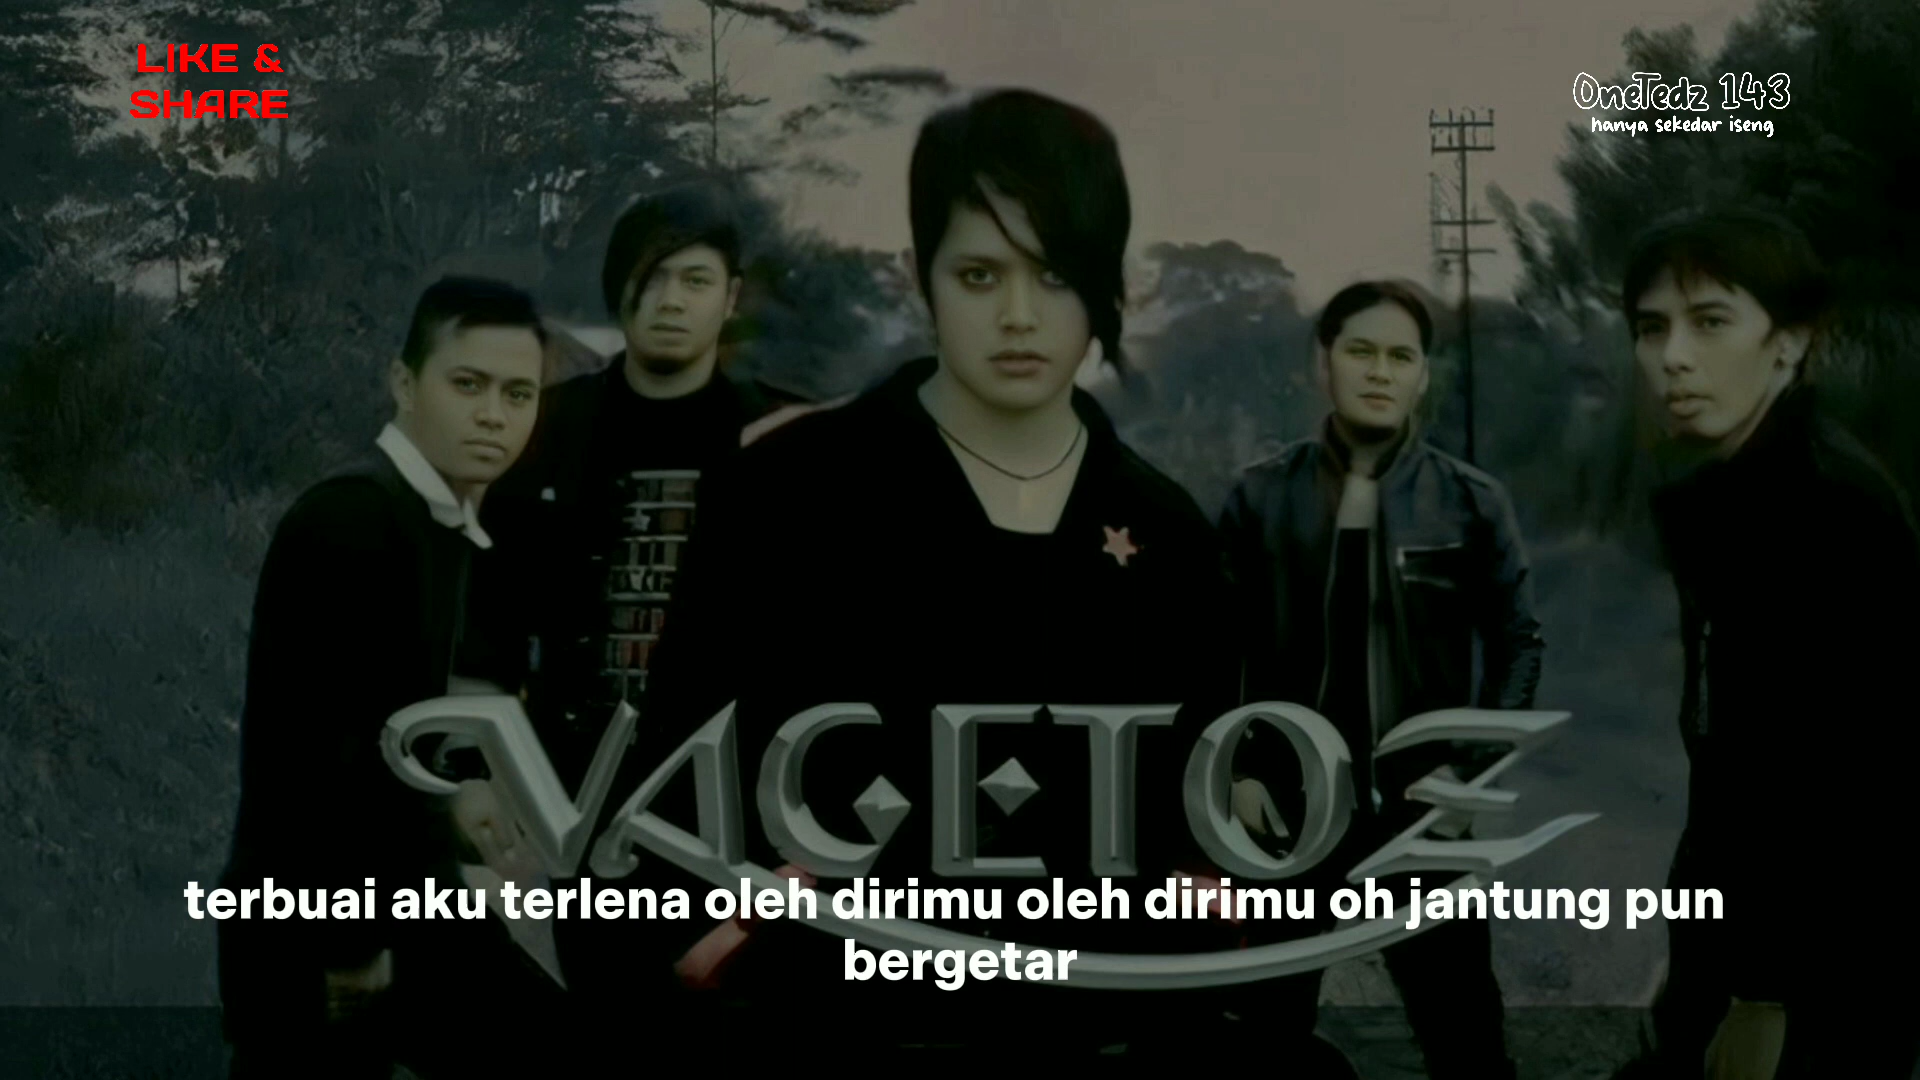 LIKE &
SHARE
OneTedz 143
hanya sekedar iseng
VAGETOZ
terbuai aku terlena oleh dirimu oleh dirimu oh jantung pun
bergetar